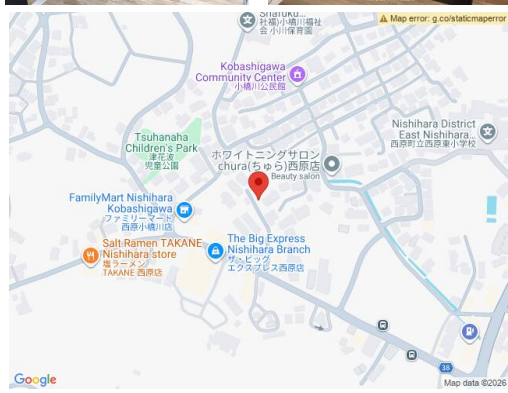 Sharuku...
社福)小橋川福祉
会 小川保育園
Map error: g.co/staticmaperror
Kobashigawa
Community Center
小橋川公民館
Nishihara District
East Nishihara...
西原町立西原東小学校
Tsuhanaha
Children's Park
津花波
児童公園
ホワイトニングサロン
chura(ちゅら)西原店
Beauty salon
FamilyMart Nishihara
Kobashigawa
ファミリーマート
西原小橋川店
Salt Ramen TAKANE
Nishihara store
塩ラーメン
TAKANE 西原店
The Big Express
Nishihara Branch
ザ・ビッグ
エクスプレス西原店
38
Google
Map data ©2026